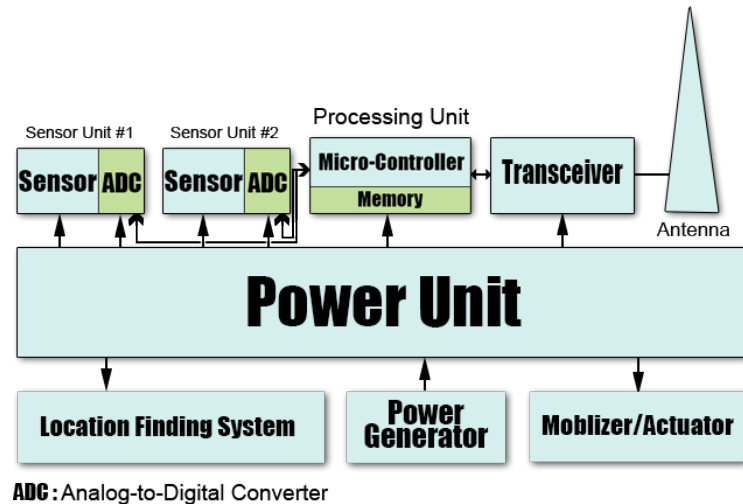 Sensor Unit #1
Sensor Unit #2
Processing Unit
Sensor ADC
Sensor ADC
Micro-Controller
Memory
Transceiver
Antenna
Power Unit
Location Finding System
Power
Generator
Moblizer/Actuator
ADC : Analog-to-Digital Converter